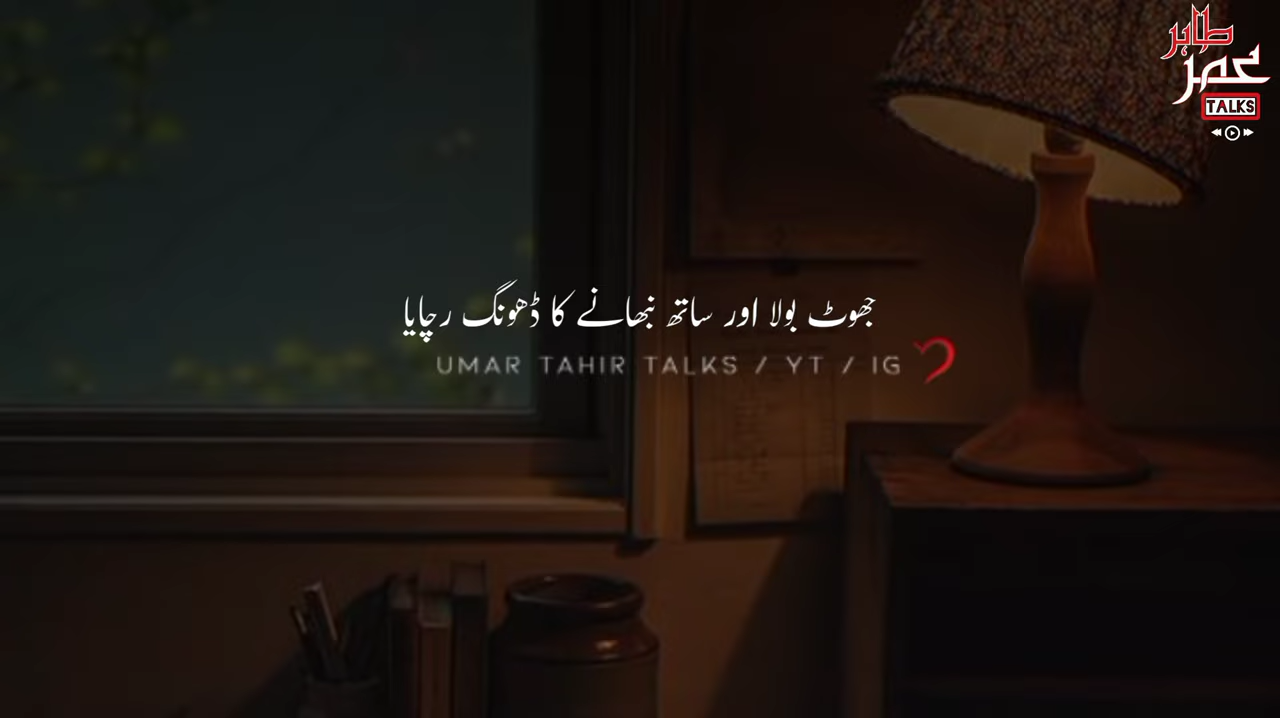 طاہر
عمر
TALKS
جھوٹ بولا اور ساتھ نبھانے کا ڈھونگ رچایا
UMAR TAHIR TALKS / YT / IG